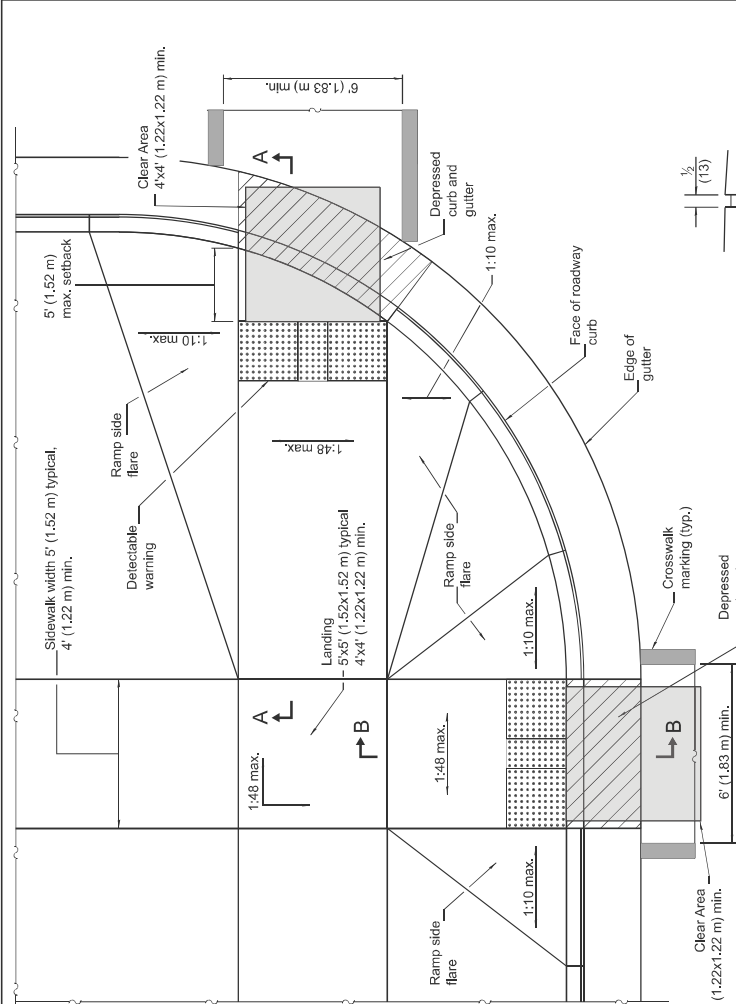 Sidewalk width 5' (1.52 m) typical,
4' (1.22 m) min.
Ramp side
flare
Detectable
warning
5' (1.52 m)
max. setback
1:10 max.
Clear Area
4'x4' (1.22x1.22 m) min.
6' (1.83 m) min.
A
Depressed
curb and
gutter
1:10 max.
1:48 max.
Face of roadway
curb
Edge of
gutter
½
(13)
Landing
5'x5' (1.52x1.52 m) typical
4'x4' (1.22x1.22 m) min.
Ramp side
flare
1:10 max.
A
B
1:48 max.
1:48 max.
Crosswalk
marking (typ.)
Depressed
B
6' (1.83 m) min.
Ramp side
flare
1:10 max.
Clear Area
(1.22x1.22 m) min.